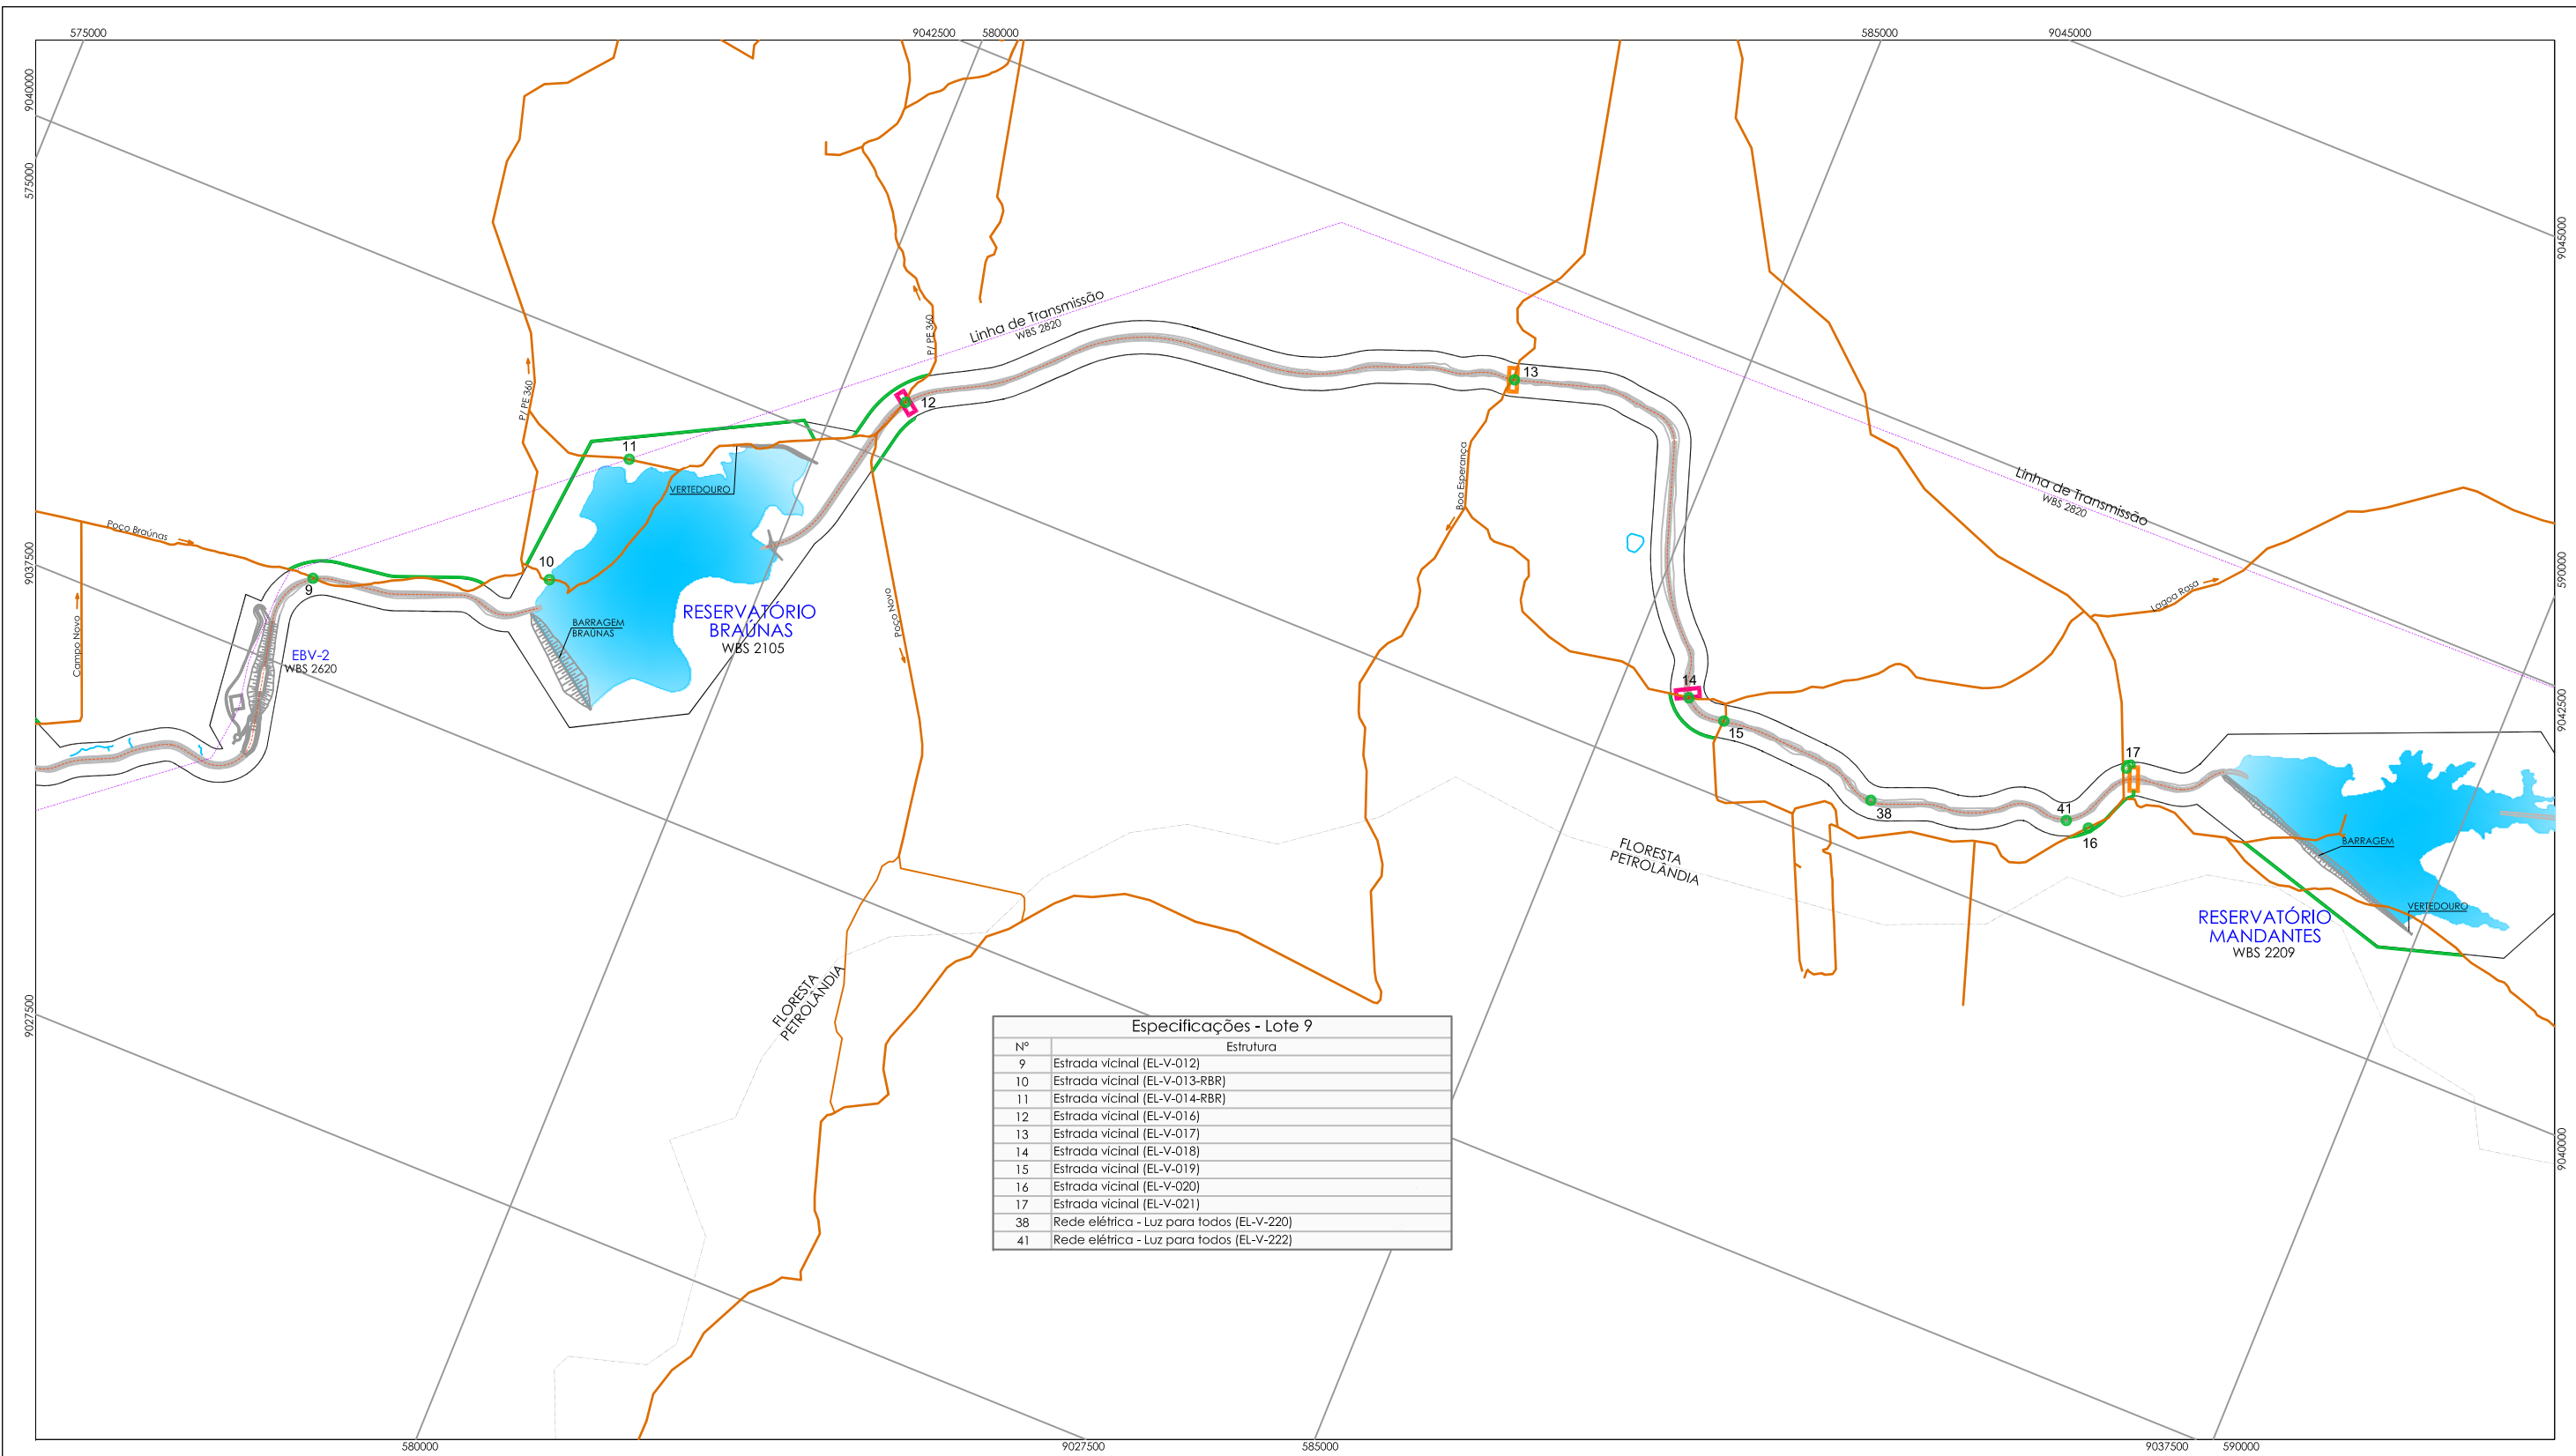 575000
9042500
580000
585000
9045000
9040000
575000
9037500
9027500
9045000
590000
9042500
9040000
Linha de Transmissão
WBS 2820
P/ PE 360
P/ PE 360
13
12
11
VERTEDOURO
Boa Esperança
Linha de Transmissão
WBS 2820
Poço Braúnas
10
9
Campo Novo
Poço Novo
Lagoa Rasa
RESERVATÓRIO
BRAÚNAS
WBS 2105
BARRAGEM
BRAÚNAS
EBV-2
WBS 2620
14
15
17
38
41
16
BARRAGEM
FLORESTA
PETROLÂNDIA
VERTEDOURO
RESERVATÓRIO
MANDANTES
WBS 2209
FLORESTA
PETROLÂNDIA
Especificações - Lote 9
Nº Estrutura
9 Estrada vicinal (EL-V-012)
10 Estrada vicinal (EL-V-013-RBR)
11 Estrada vicinal (EL-V-014-RBR)
12 Estrada vicinal (EL-V-016)
13 Estrada vicinal (EL-V-017)
14 Estrada vicinal (EL-V-018)
15 Estrada vicinal (EL-V-019)
16 Estrada vicinal (EL-V-020)
17 Estrada vicinal (EL-V-021)
38 Rede elétrica - Luz para todos (EL-V-220)
41 Rede elétrica - Luz para todos (EL-V-222)
580000
9027500
585000
9037500
590000